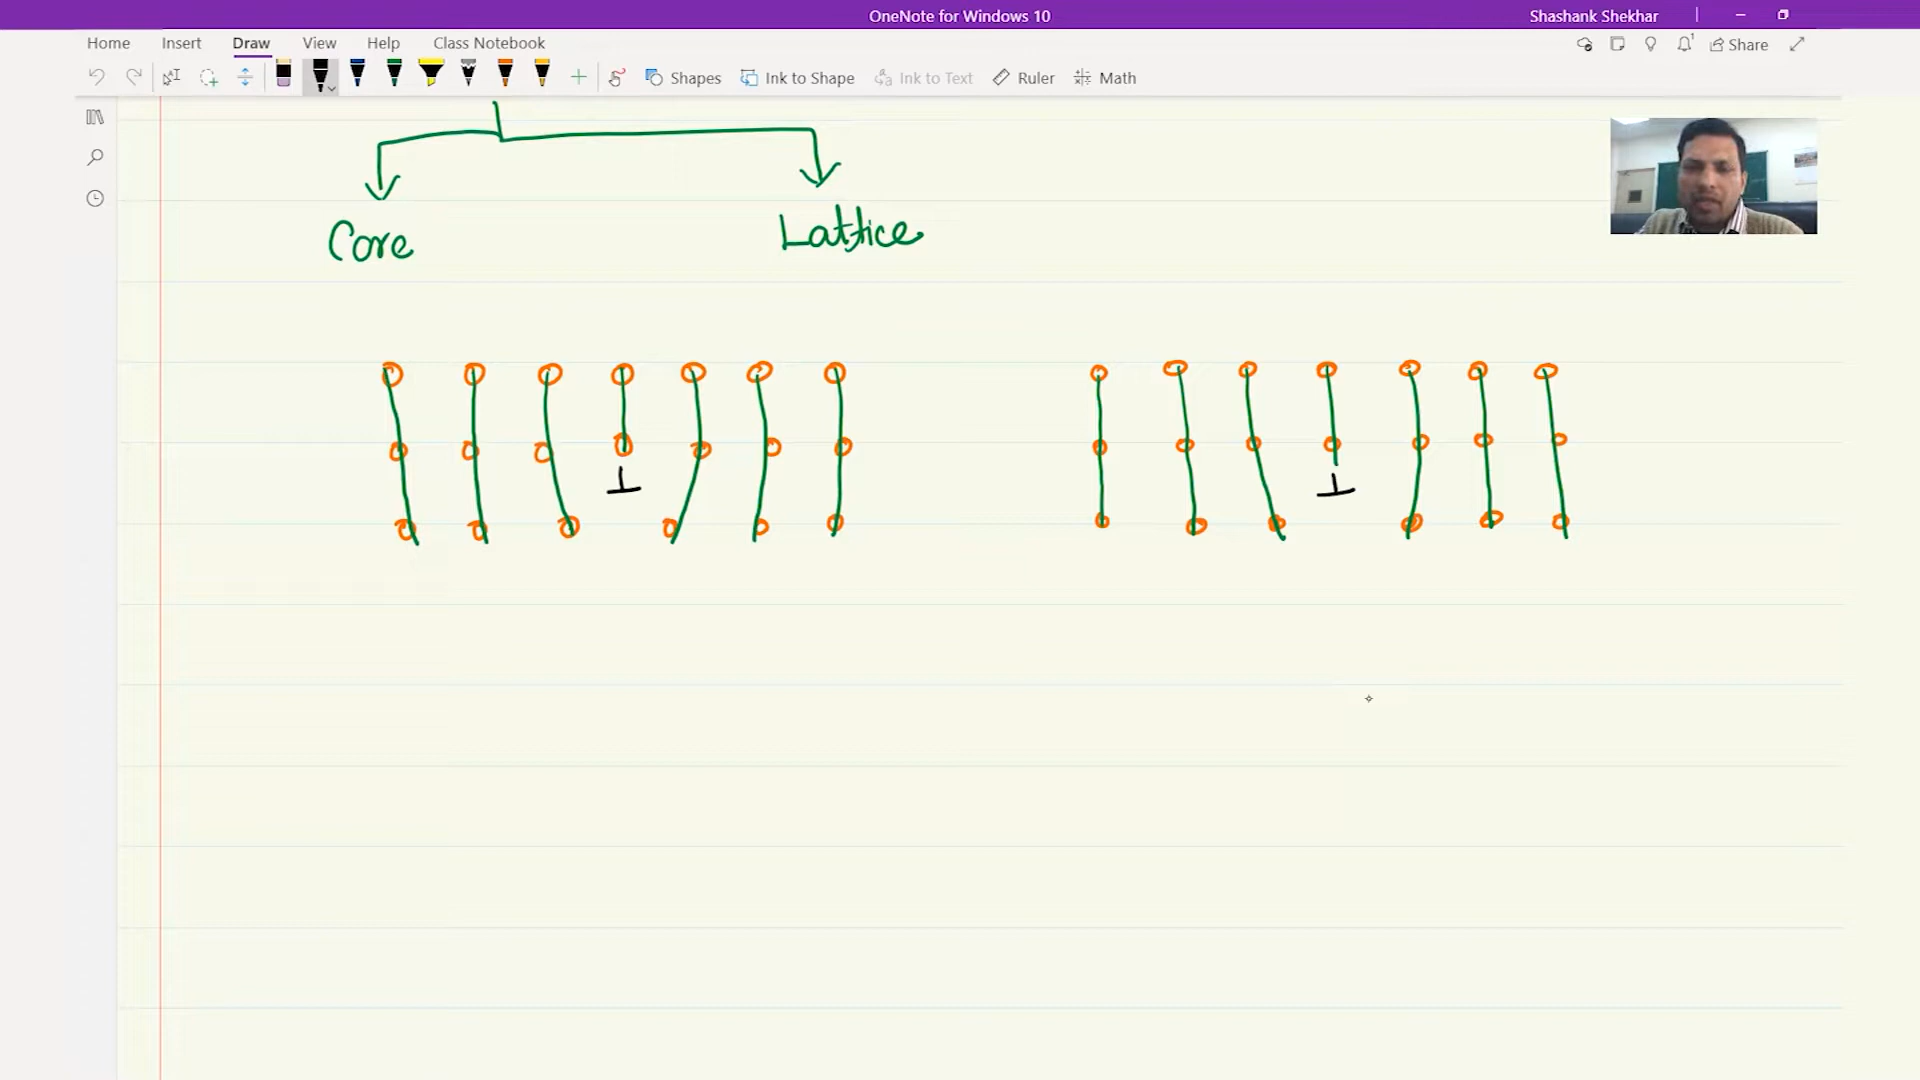 OneNote for Windows 10
Shashank Shekhar
Home Insert Draw View Help Class Notebook
Share
Shapes Ink to Shape Ink to Text Ruler Math
Core
Lattice
⊥ ⊥